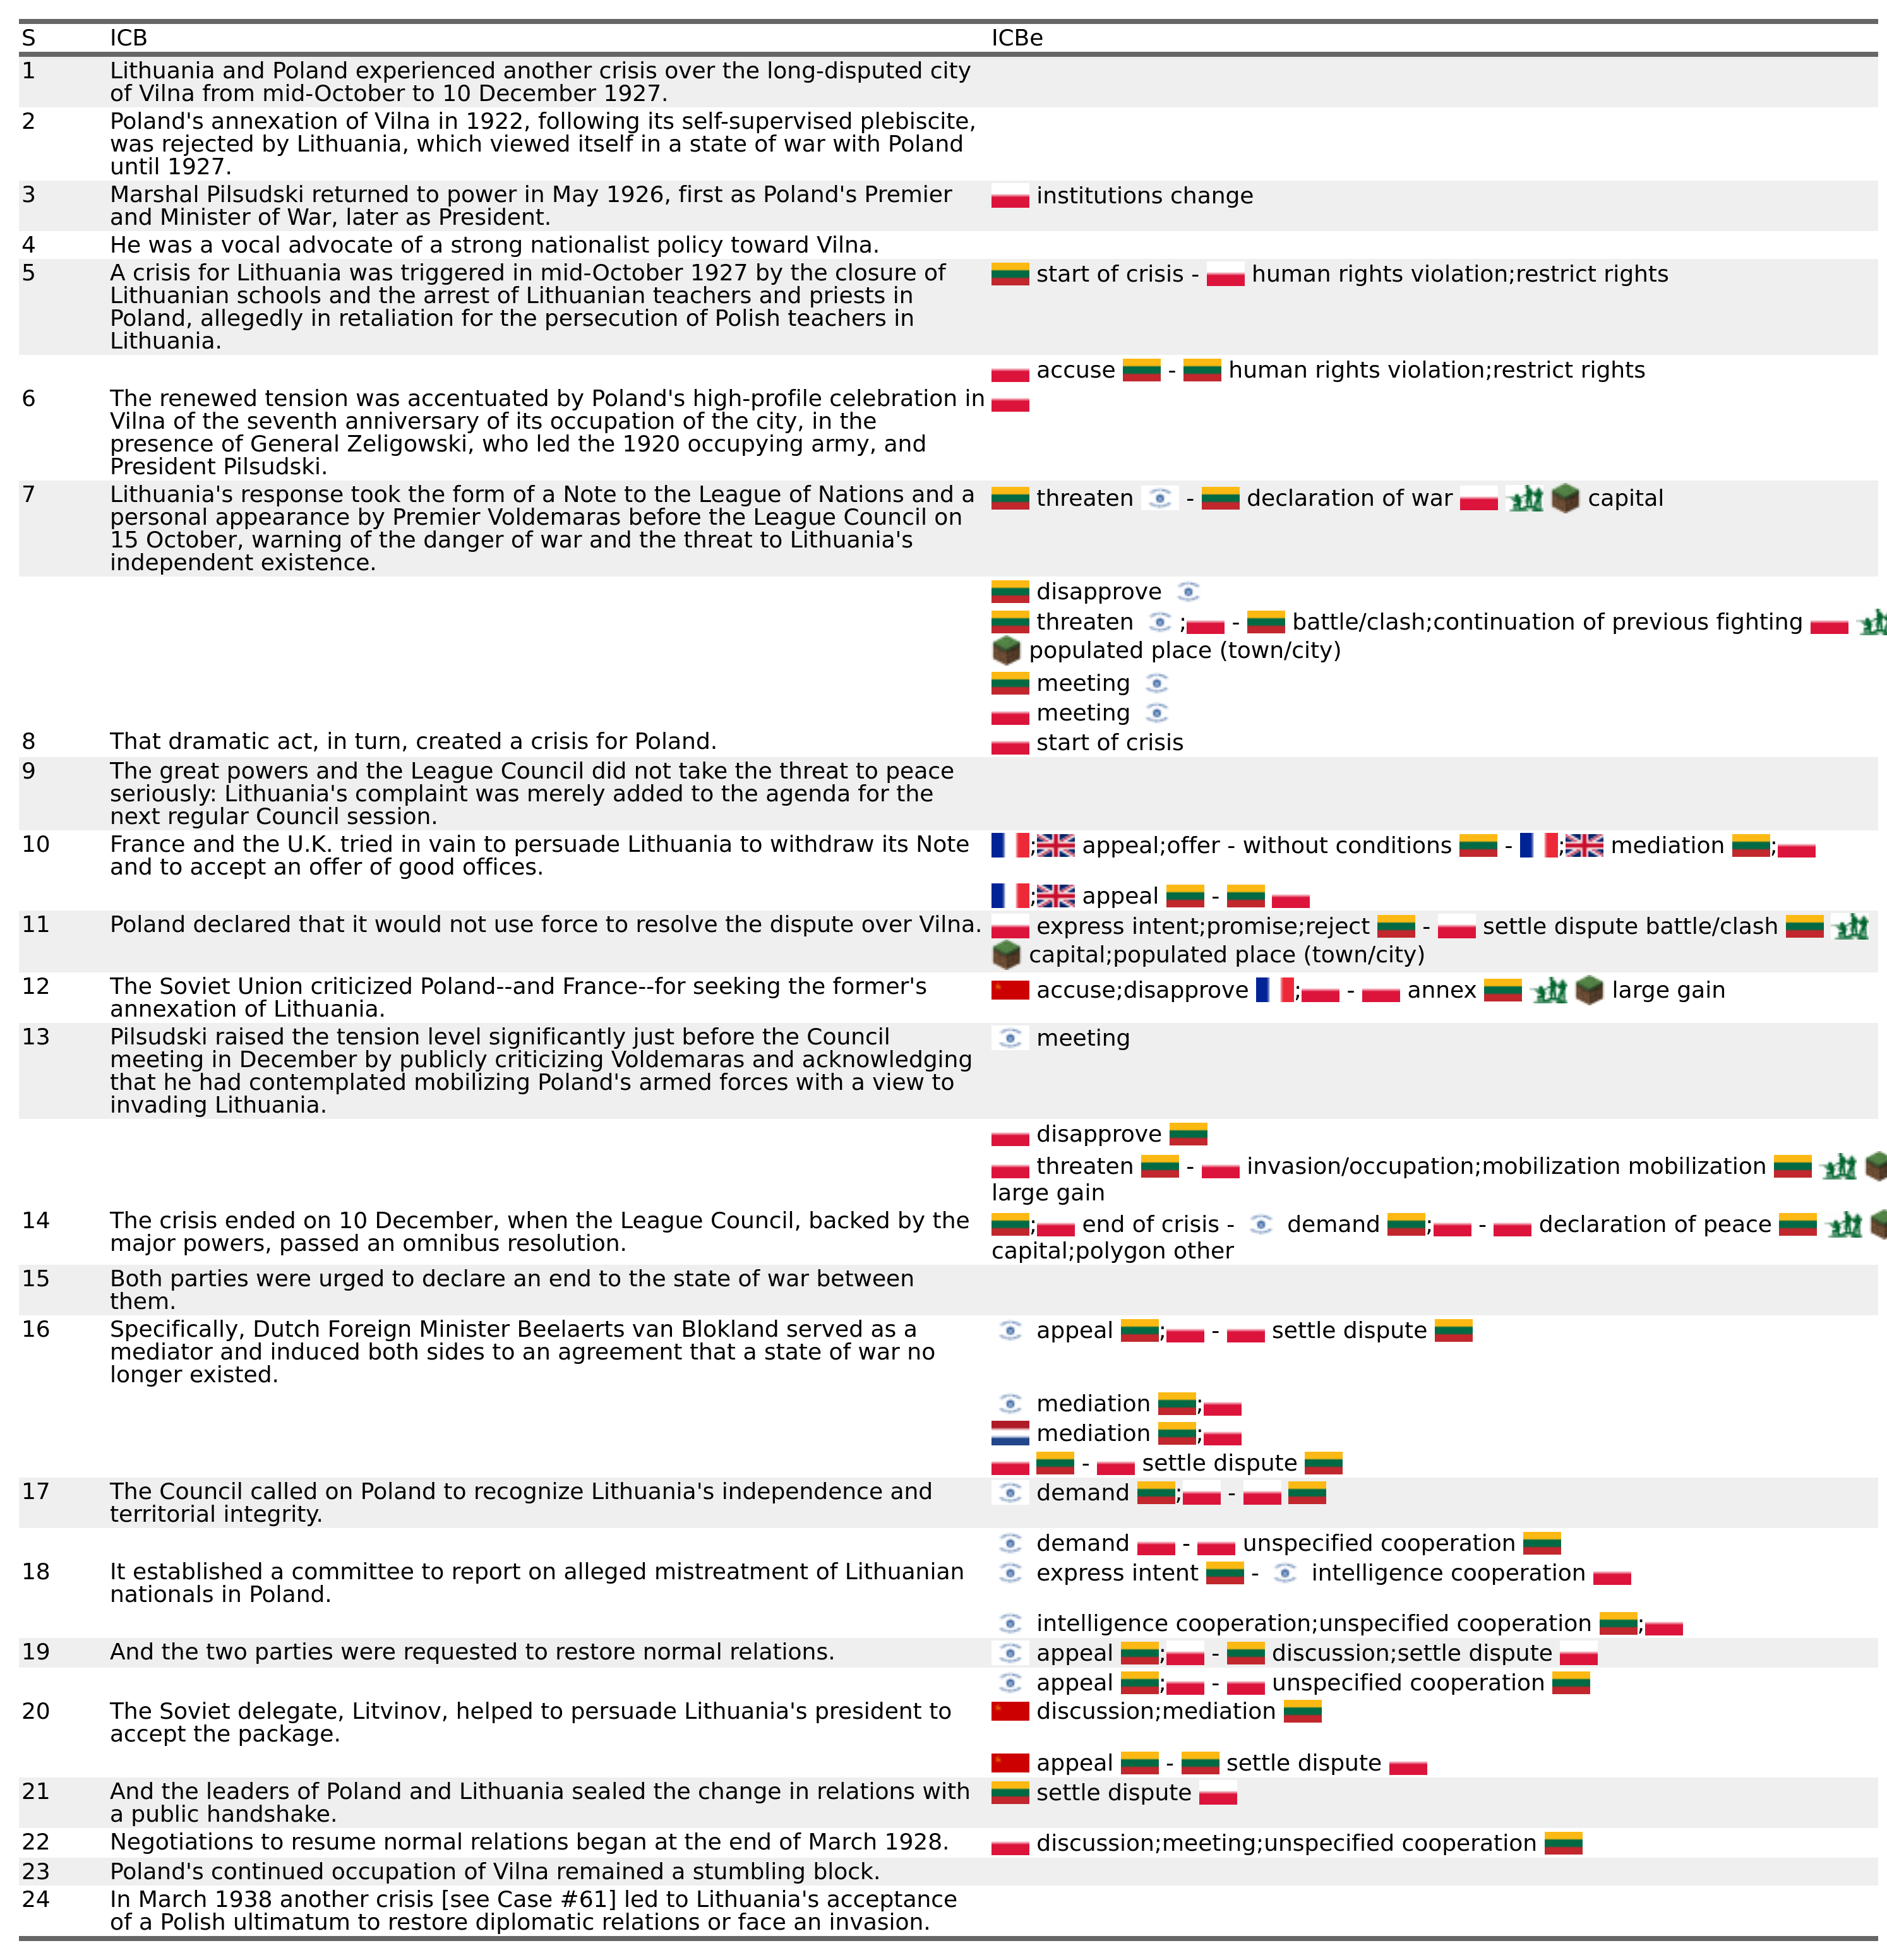 S ICB ICBe
1 Lithuania and Poland experienced another crisis over the long-disputed city
of Vilna from mid-October to 10 December 1927.
2 Poland's annexation of Vilna in 1922, following its self-supervised plebiscite,
was rejected by Lithuania, which viewed itself in a state of war with Poland
until 1927.
3 Marshal Pilsudski returned to power in May 1926, first as Poland's Premier institutions change
and Minister of War, later as President.
4 He was a vocal advocate of a strong nationalist policy toward Vilna.
5 A crisis for Lithuania was triggered in mid-October 1927 by the closure of start of crisis - human rights violation;restrict rights
Lithuanian schools and the arrest of Lithuanian teachers and priests in
Poland, allegedly in retaliation for the persecution of Polish teachers in
Lithuania.
accuse - human rights violation;restrict rights
6 The renewed tension was accentuated by Poland's high-profile celebration in
Vilna of the seventh anniversary of its occupation of the city, in the
presence of General Zeligowski, who led the 1920 occupying army, and
President Pilsudski.
7 Lithuania's response took the form of a Note to the League of Nations and a threaten - declaration of war capital
personal appearance by Premier Voldemaras before the League Council on
15 October, warning of the danger of war and the threat to Lithuania's
independent existence.
disapprove
threaten ; - battle/clash;continuation of previous fighting
populated place (town/city)
meeting
meeting
8 That dramatic act, in turn, created a crisis for Poland. start of crisis
9 The great powers and the League Council did not take the threat to peace
seriously: Lithuania's complaint was merely added to the agenda for the
next regular Council session.
10 France and the U.K. tried in vain to persuade Lithuania to withdraw its Note ; appeal;offer - without conditions - ; mediation ;
and to accept an offer of good offices.
; appeal -
11 Poland declared that it would not use force to resolve the dispute over Vilna. express intent;promise;reject - settle dispute battle/clash
capital;populated place (town/city)
12 The Soviet Union criticized Poland--and France--for seeking the former's accuse;disapprove ; - annex large gain
annexation of Lithuania.
13 Pilsudski raised the tension level significantly just before the Council meeting
meeting in December by publicly criticizing Voldemaras and acknowledging
that he had contemplated mobilizing Poland's armed forces with a view to
invading Lithuania.
disapprove
threaten - invasion/occupation;mobilization mobilization
large gain
14 The crisis ended on 10 December, when the League Council, backed by the ; end of crisis - demand ; - declaration of peace
major powers, passed an omnibus resolution. capital;polygon other
15 Both parties were urged to declare an end to the state of war between
them.
16 Specifically, Dutch Foreign Minister Beelaerts van Blokland served as a appeal ; - settle dispute
mediator and induced both sides to an agreement that a state of war no
longer existed.
mediation ;
mediation ;
- settle dispute
17 The Council called on Poland to recognize Lithuania's independence and demand ; -
territorial integrity.
demand - unspecified cooperation
18 It established a committee to report on alleged mistreatment of Lithuanian express intent - intelligence cooperation
nationals in Poland.
intelligence cooperation;unspecified cooperation ;
19 And the two parties were requested to restore normal relations. appeal ; - discussion;settle dispute
appeal ; - unspecified cooperation
20 The Soviet delegate, Litvinov, helped to persuade Lithuania's president to discussion;mediation
accept the package.
appeal - settle dispute
21 And the leaders of Poland and Lithuania sealed the change in relations with settle dispute
a public handshake.
22 Negotiations to resume normal relations began at the end of March 1928. discussion;meeting;unspecified cooperation
23 Poland's continued occupation of Vilna remained a stumbling block.
24 In March 1938 another crisis [see Case #61] led to Lithuania's acceptance
of a Polish ultimatum to restore diplomatic relations or face an invasion.